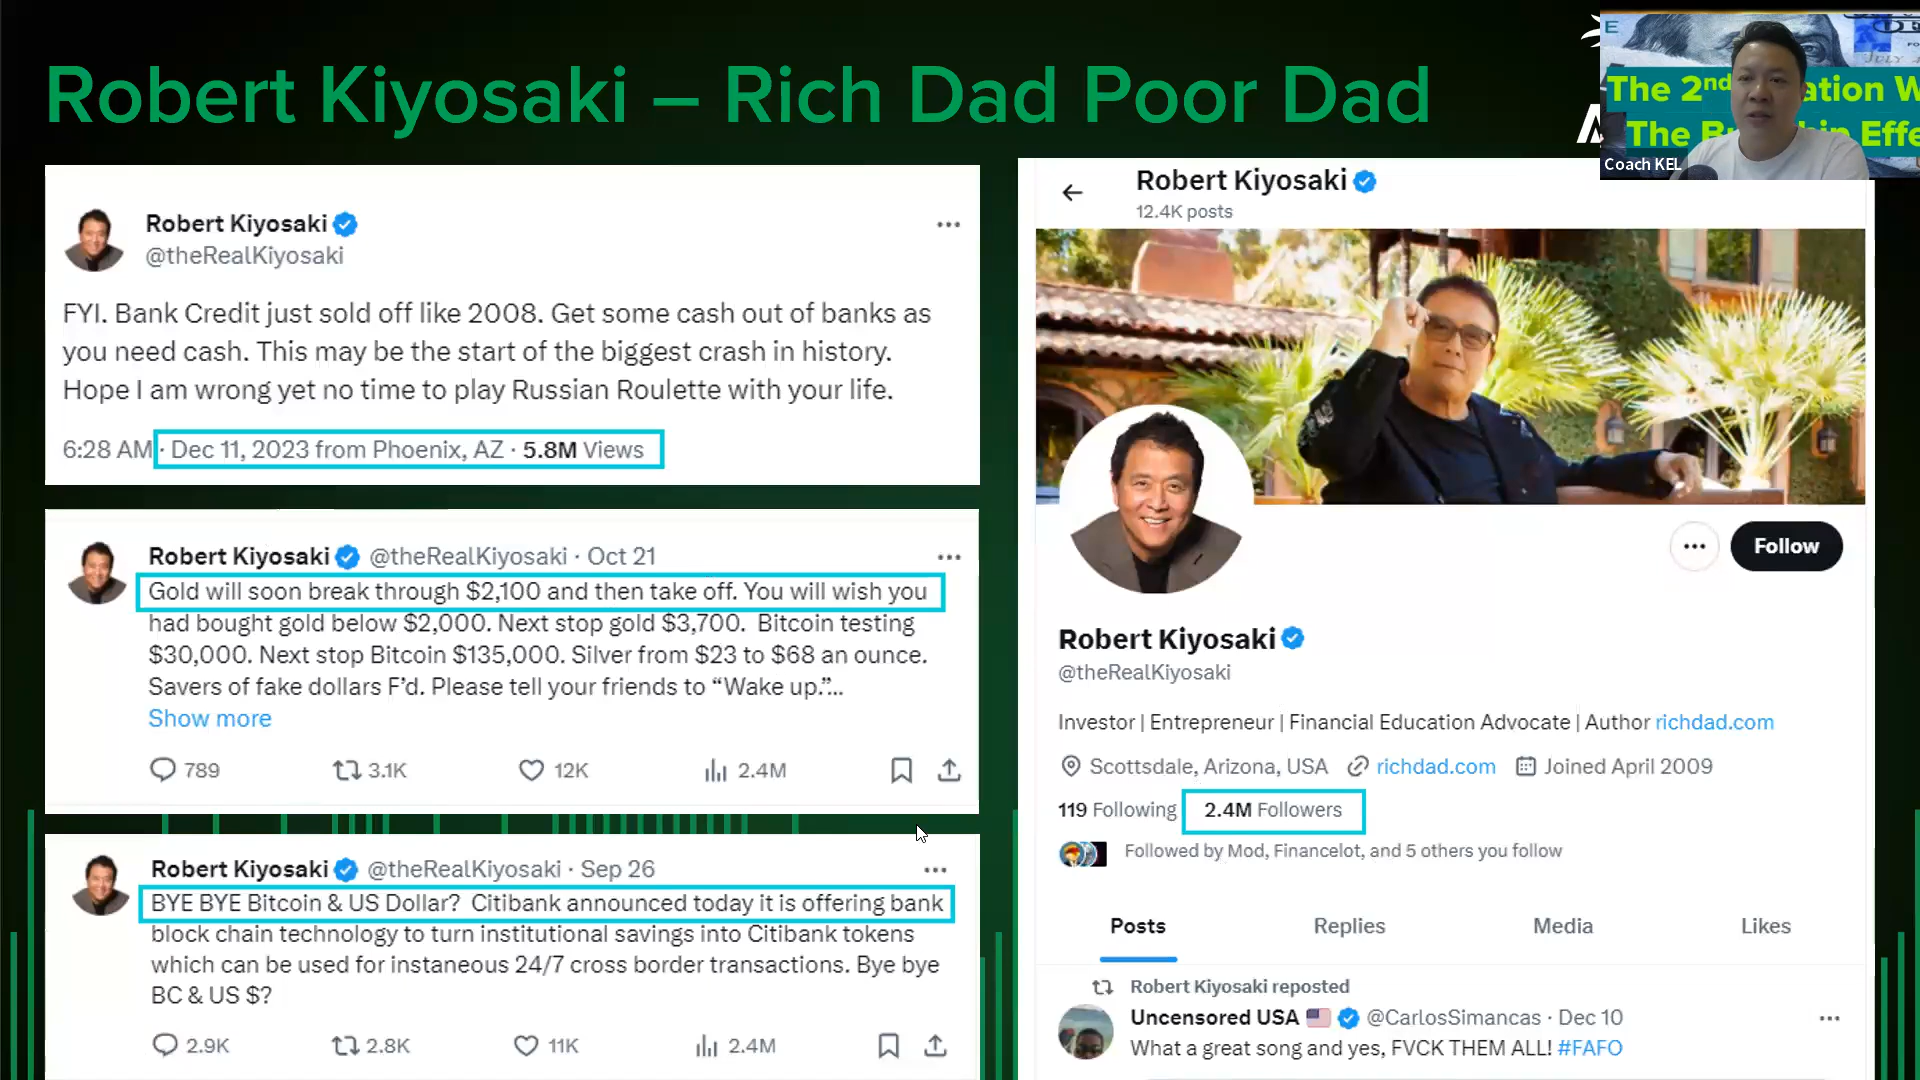 Robert Kiyosaki – Rich Dad Poor Dad
Robert Kiyosaki
@theRealKiyosaki
FYI. Bank Credit just sold off like 2008. Get some cash out of banks as
you need cash. This may be the start of the biggest crash in history.
Hope I am wrong yet no time to play Russian Roulette with your life.
6:28 AM · Dec 11, 2023 from Phoenix, AZ · 5.8M Views
Robert Kiyosaki @theRealKiyosaki · Oct 21
Gold will soon break through $2,100 and then take off. You will wish you
had bought gold below $2,000. Next stop gold $3,700. Bitcoin testing
$30,000. Next stop Bitcoin $135,000. Silver from $23 to $68 an ounce.
Savers of fake dollars F’d. Please tell your friends to “Wake up.”...
Show more
789 3.1K 12K 2.4M
Robert Kiyosaki @theRealKiyosaki · Sep 26
BYE BYE Bitcoin & US Dollar? Citibank announced today it is offering bank
block chain technology to turn institutional savings into Citibank tokens
which can be used for instaneous 24/7 cross border transactions. Bye bye
BC & US $?
2.9K 2.8K 11K 2.4M
The 2nd
The
Effe
Coach KEL
Robert Kiyosaki
12.4K posts
Follow
Robert Kiyosaki
@theRealKiyosaki
Investor | Entrepreneur | Financial Education Advocate | Author richdad.com
Scottsdale, Arizona, USA richdad.com Joined April 2009
119 Following 2.4M Followers
Followed by Mod, Financelot, and 5 others you follow
Posts Replies Media Likes
Robert Kiyosaki reposted
Uncensored USA @CarlosSimancas · Dec 10
What a great song and yes, FVCK THEM ALL! #FAFO